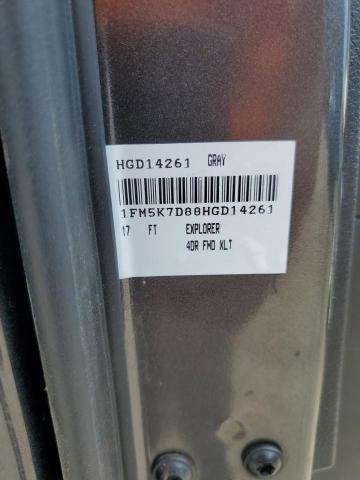 HGD14261 GRAY
1FM5K7D88HGD14261
17 FT EXPLORER
4DR FWD XLT